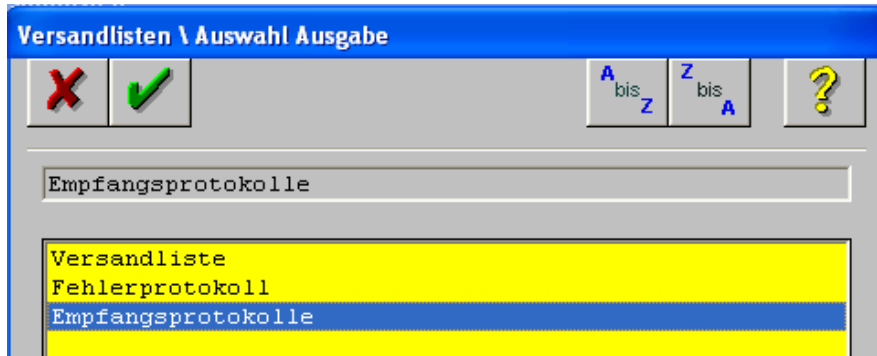 Versandlisten \ Auswahl Ausgabe
A bis Z
Z bis A
Empfangsprotokolle
Versandliste
Fehlerprotokoll
Empfangsprotokolle